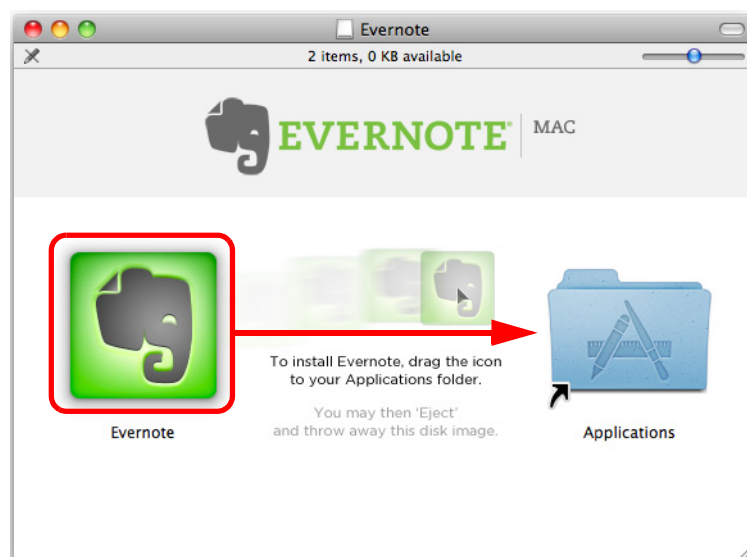 Evernote
2 items, 0 KB available
EVERNOTE® MAC
To install Evernote, drag the icon
to your Applications folder.
You may then 'Eject'
and throw away this disk image.
Evernote
Applications